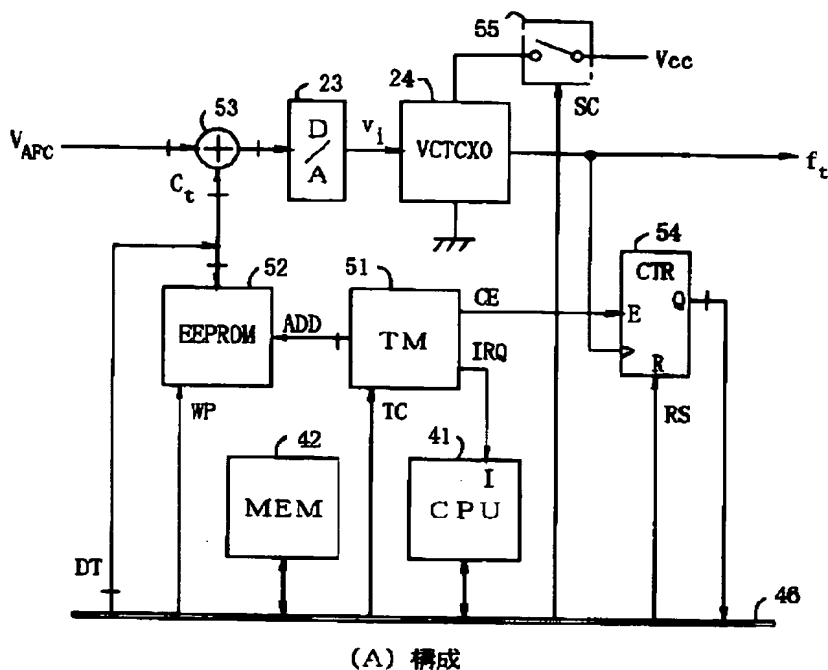 55
Vcc
23
24
53
SC
D/A
V_AFC
v_i
VCTCXO
f_t
C_t
54
52
51
CTR
CE
E
Q
EEPROM
ADD
TM
IRQ
R
WP
TC
RS
42
41
I
MEM
CPU
DT
46
(A) 構成